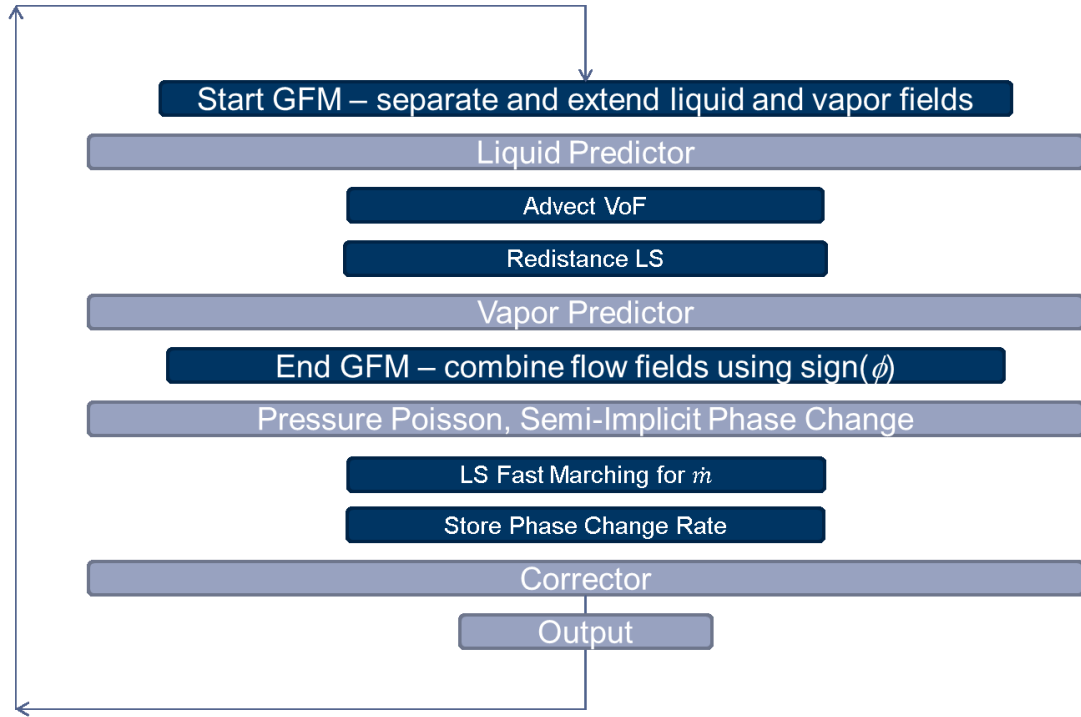 Start GFM – separate and extend liquid and vapor fields
Liquid Predictor
Advect VoF
Redistance LS
Vapor Predictor
End GFM – combine flow fields using sign(ϕ)
Pressure Poisson, Semi-Implicit Phase Change
LS Fast Marching for ṁ
Store Phase Change Rate
Corrector
Output